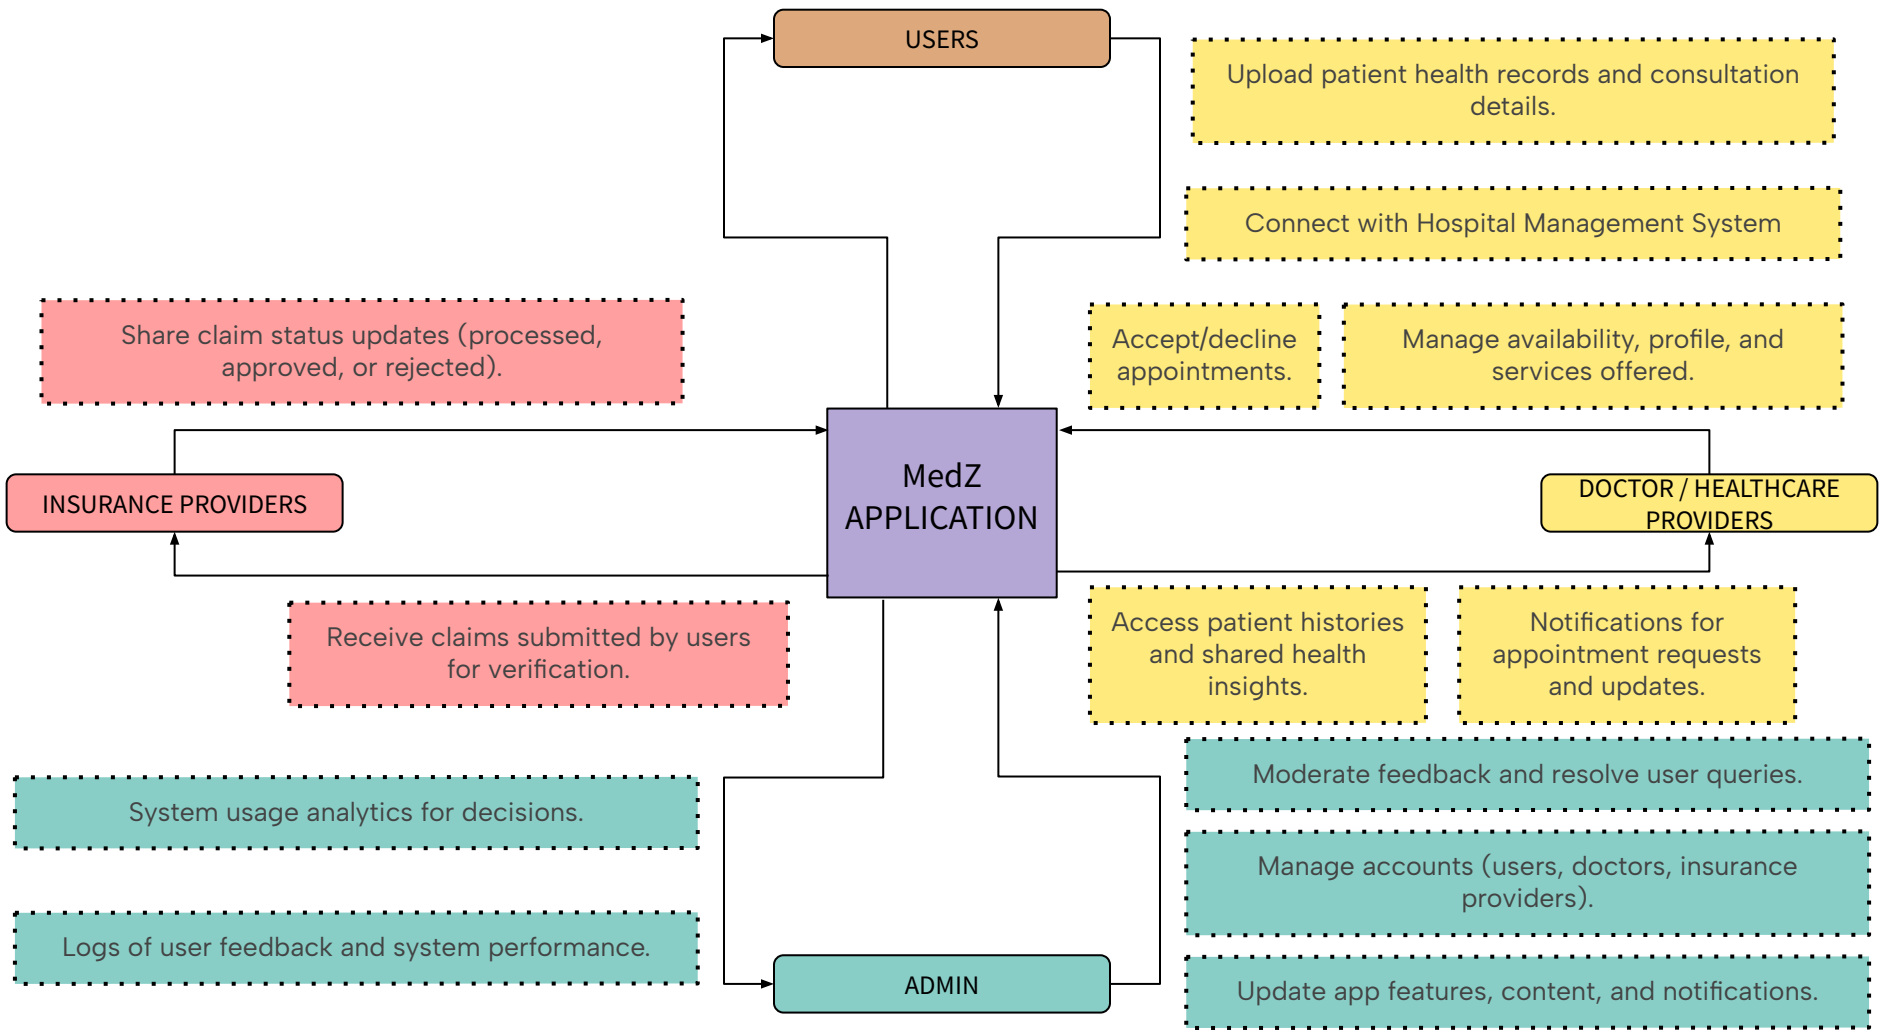 USERS
Upload patient health records and consultation
details.
Connect with Hospital Management System
Share claim status updates (processed,
approved, or rejected).
Accept/decline
appointments.
Manage availability, profile, and
services offered.
INSURANCE PROVIDERS
MedZ
APPLICATION
DOCTOR / HEALTHCARE
PROVIDERS
Receive claims submitted by users
for verification.
Access patient histories
and shared health
insights.
Notifications for
appointment requests
and updates.
System usage analytics for decisions.
Logs of user feedback and system performance.
Moderate feedback and resolve user queries.
Manage accounts (users, doctors, insurance
providers).
ADMIN
Update app features, content, and notifications.